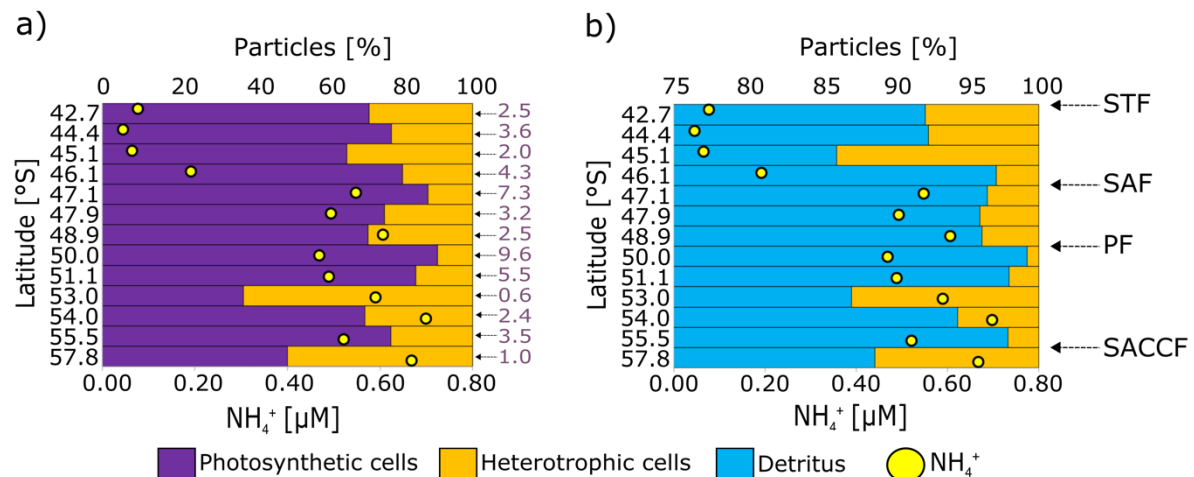 a)
Particles [%]
0 20 40 60 80 100
Latitude [°S]
42.7 2.5
44.4 3.6
45.1 2.0
46.1 4.3
47.1 7.3
47.9 3.2
48.9 2.5
50.0 9.6
51.1 5.5
53.0 0.6
54.0 2.4
55.5 3.5
57.8 1.0
0.00 0.20 0.40 0.60 0.80
NH₄⁺ [µM]
b)
Particles [%]
75 80 85 90 95 100
Latitude [°S]
42.7
44.4
45.1
46.1
47.1
47.9
48.9
50.0
51.1
53.0
54.0
55.5
57.8
STF
SAF
PF
SACCF
0.00 0.20 0.40 0.60 0.80
NH₄⁺ [µM]
Photosynthetic cells Heterotrophic cells Detritus NH₄⁺